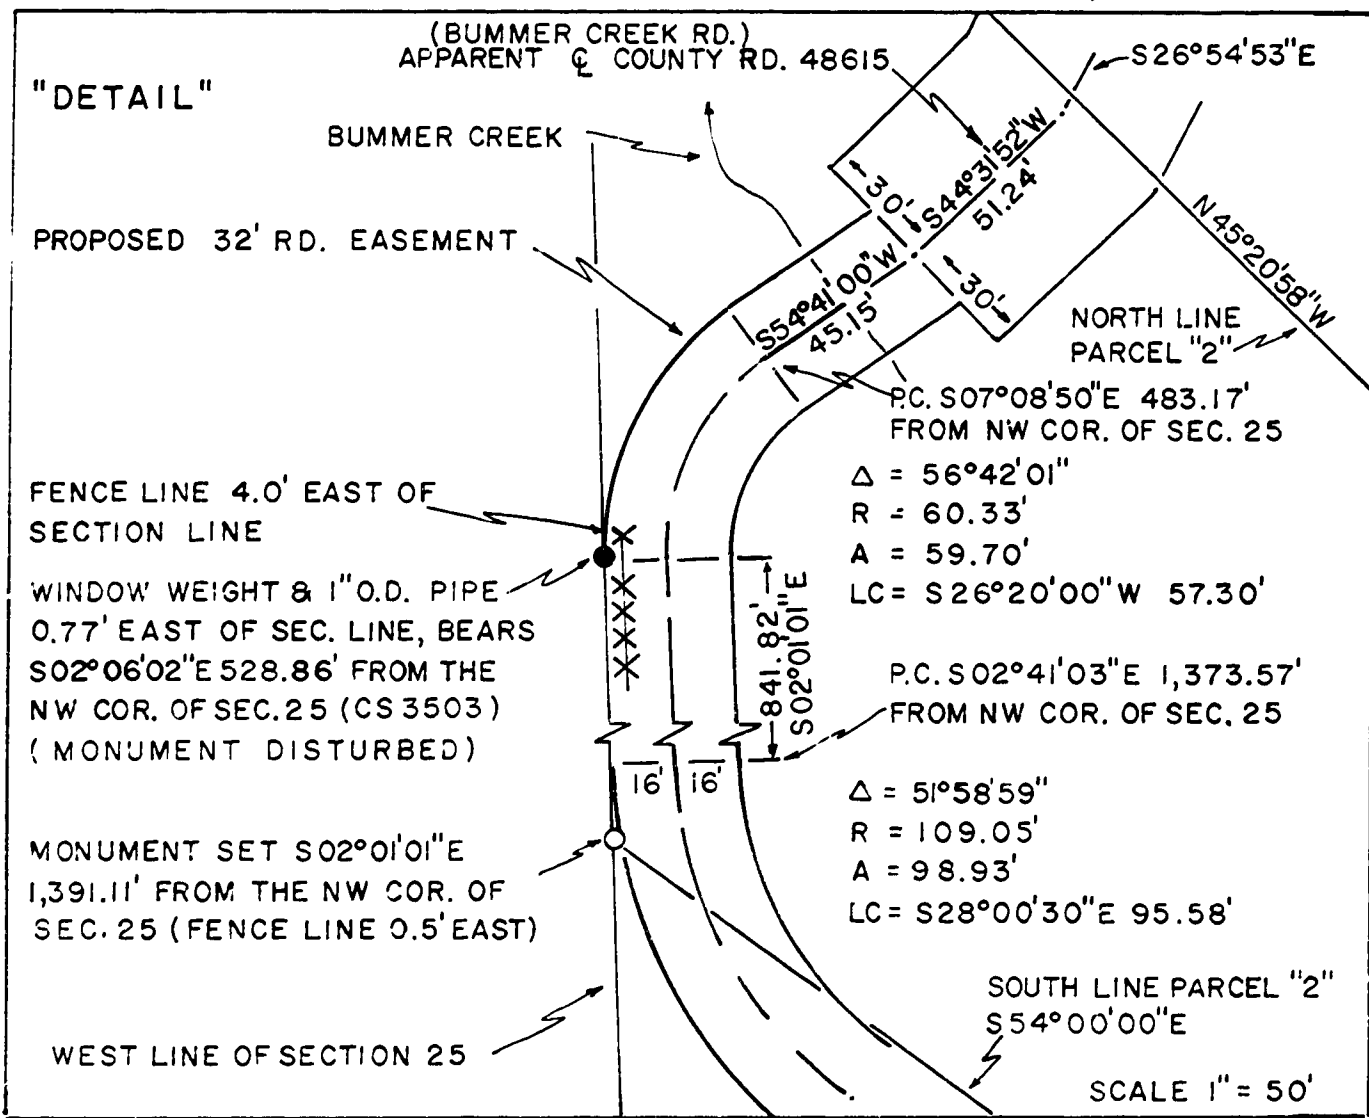 (BUMMER CREEK RD.)
APPARENT ℄ COUNTY RD. 48615
S26°54'53"E
"DETAIL"
BUMMER CREEK
S44°31'52"W
51.24'
30'
PROPOSED 32' RD. EASEMENT
S54°41'00"W
45.15'
30'
N45°20'58"W
NORTH LINE
PARCEL "2"
P.C. S07°08'50"E 483.17'
FROM NW COR. OF SEC. 25
Δ = 56°42'01"
R = 60.33'
A = 59.70'
LC = S26°20'00"W 57.30'
FENCE LINE 4.0' EAST OF
SECTION LINE
WINDOW WEIGHT & 1" O.D. PIPE
0.77' EAST OF SEC. LINE, BEARS
S02°06'02"E 528.86' FROM THE
NW COR. OF SEC. 25 (CS 3503)
(MONUMENT DISTURBED)
841.82'
S02°01'01"E
P.C. S02°41'03"E 1,373.57'
FROM NW COR. OF SEC. 25
16' 16'
Δ = 51°58'59"
R = 109.05'
A = 98.93'
LC = S28°00'30"E 95.58'
MONUMENT SET S02°01'01"E
1,391.11' FROM THE NW COR. OF
SEC. 25 (FENCE LINE 0.5' EAST)
SOUTH LINE PARCEL "2"
S54°00'00"E
WEST LINE OF SECTION 25
SCALE 1" = 50'